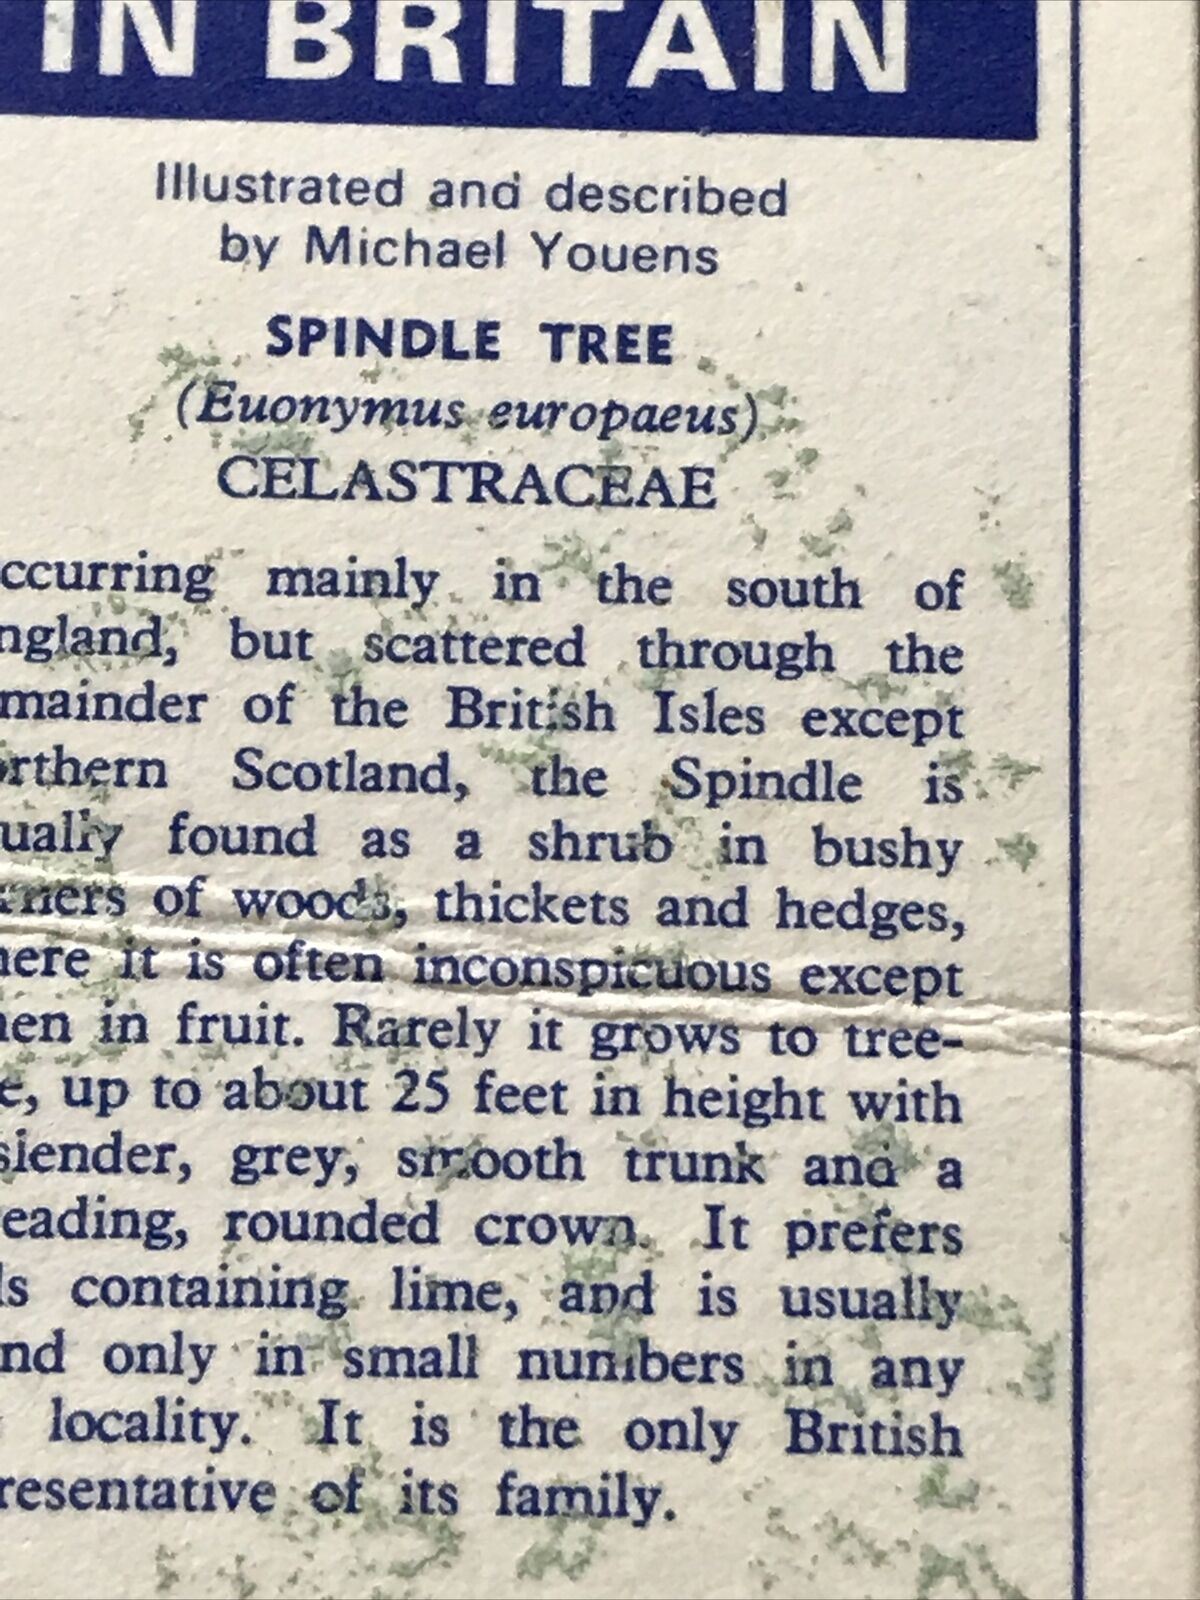 IN BRITAIN
Illustrated and described
by Michael Youens
SPINDLE TREE
(Euonymus europaeus)
CELASTRACEAE
ccurring mainly in the south of
ngland, but scattered through the
mainder of the British Isles except
orthern Scotland, the Spindle is
ually found as a shrub in bushy
rners of woods, thickets and hedges,
here it is often inconspicuous except
hen in fruit. Rarely it grows to tree-
e, up to about 25 feet in height with
slender, grey, smooth trunk and a
reading, rounded crown. It prefers
ls containing lime, and is usually
nd only in small numbers in any
locality. It is the only British
resentative of its family.